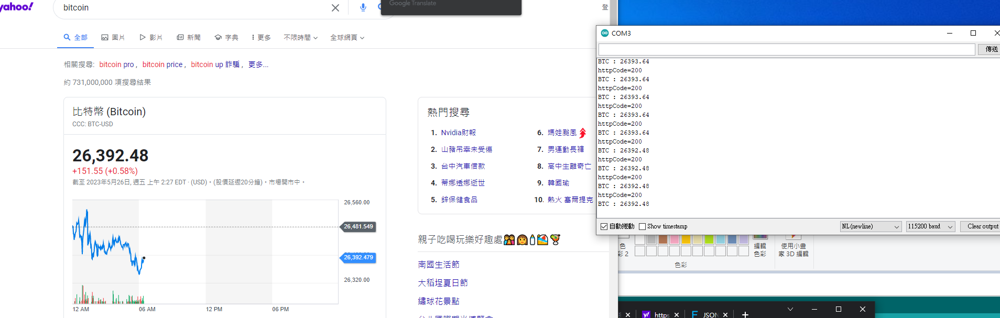 yahoo!
bitcoin
Google Translate
登
全部 圖片 影片 新聞 字典 更多 不限時間 全球網頁
相關搜尋: bitcoin pro , bitcoin price , bitcoin up 詐騙 , 更多...
約 731,000,000 項搜尋結果
比特幣 (Bitcoin)
CCC: BTC-USD
26,392.48
+151.55 (+0.58%)
截至 2023年5月26日, 週五 上午 2:27 EDT · (USD)。(股價延遲20分鐘)。市場開市中。
26,560.00
26,481.549
26,392.479
26,320.00
12 AM 06 AM 12 PM 06 PM
熱門搜尋
1. Nvidia財報
2. 山豬吊幸未受傷
3. 台中汽車借款
4. 蒂娜透娜逝世
5. 鋅保健食品
6. 瑪娃颱風
7. 男運動長褲
8. 高中生離奇亡
9. 韓國瑜
10. 熱火 塞爾提克
親子吃喝玩樂好趣處
南國生活節
大稻埕夏日節
繡球花景點
COM3
傳送
BTC : 26393.64
httpCode=200
BTC : 26393.64
httpCode=200
BTC : 26393.64
httpCode=200
BTC : 26393.64
httpCode=200
BTC : 26393.64
httpCode=200
BTC : 26392.48
httpCode=200
BTC : 26392.48
httpCode=200
BTC : 26392.48
httpCode=200
BTC : 26392.48
自動捲動 Show timestamp
NL(newline) 115200 baud Clear output
色
彩 2
編輯
色彩
使用小畫
家 3D 編輯
色彩
https
JSON